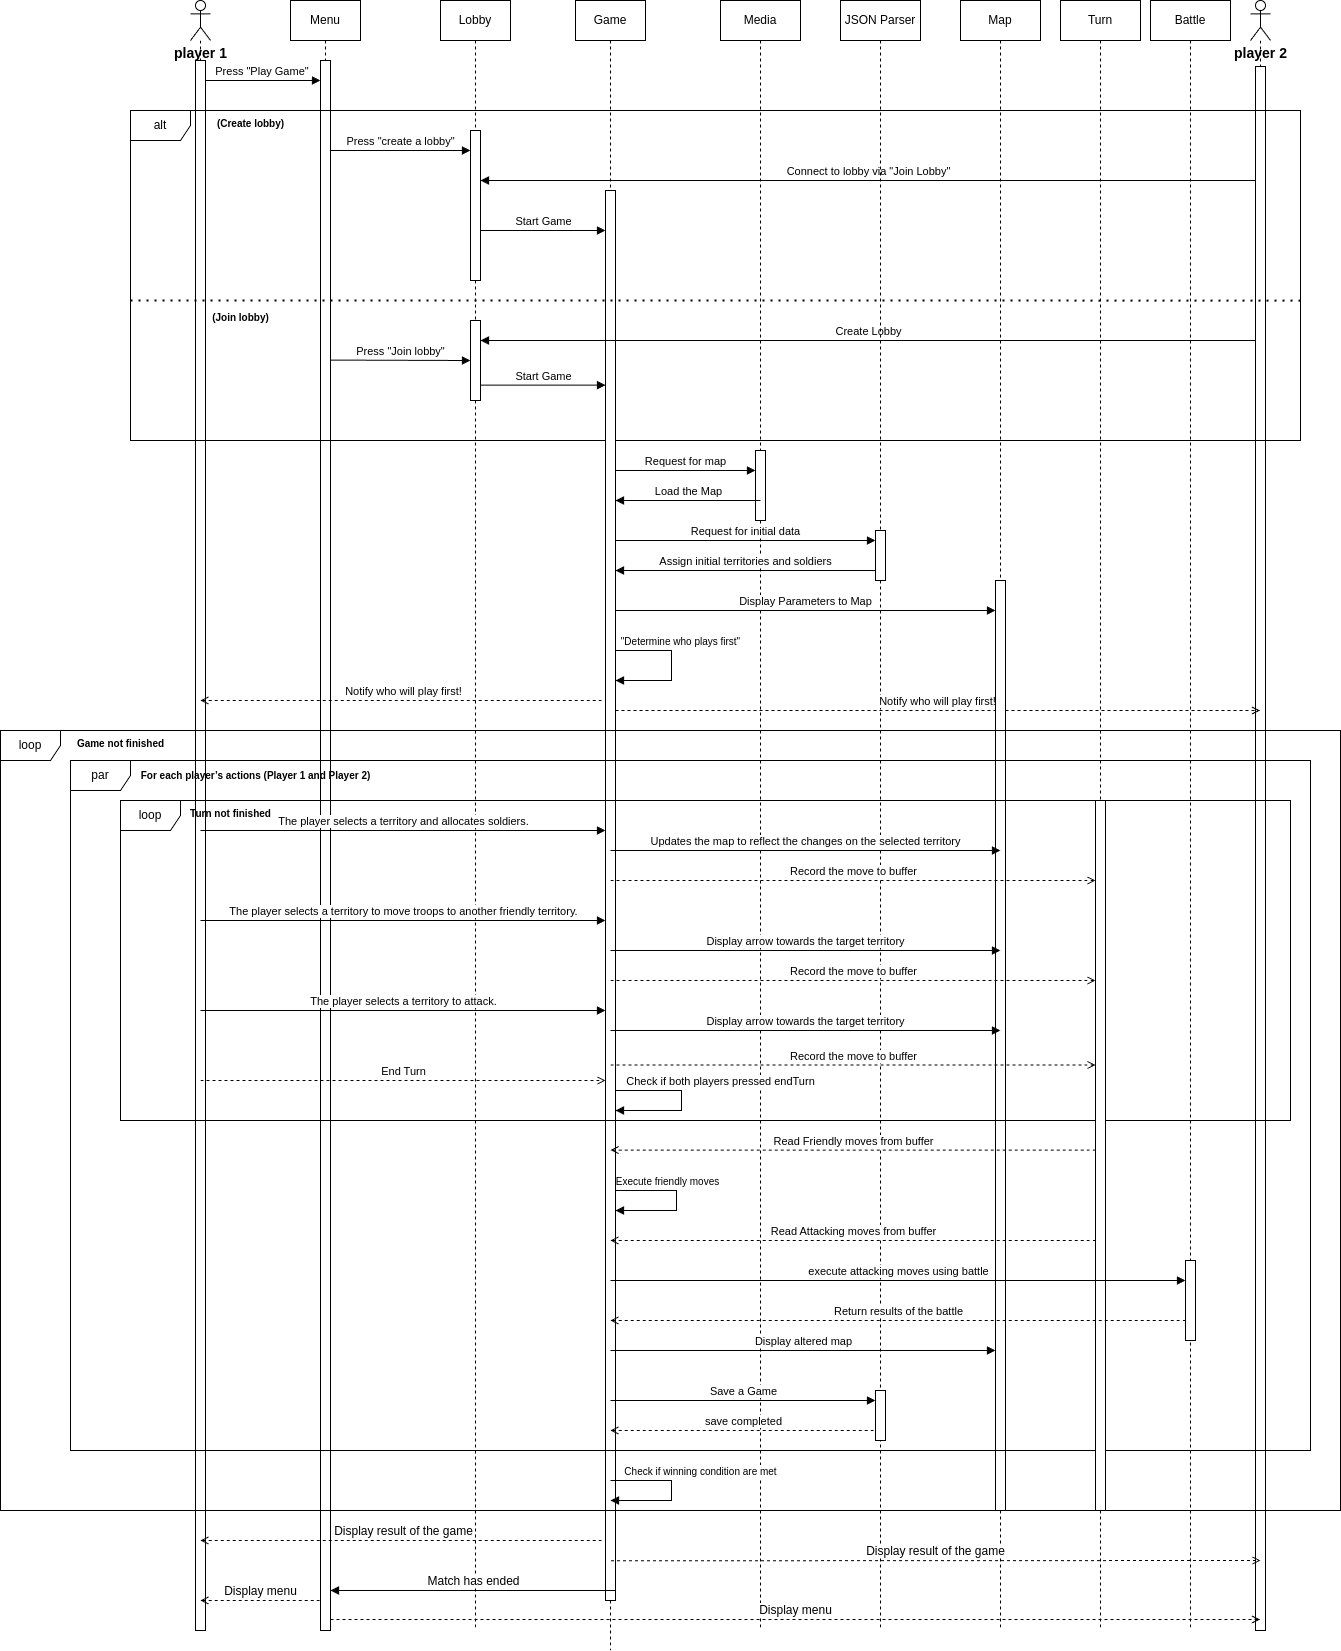 Menu
Lobby
Game
Media
JSON Parser
Map
Turn
Battle
player 1
player 2
Press "Play Game"
alt
(Create lobby)
Press "create a lobby"
Connect to lobby via "Join Lobby"
Start Game
(Join lobby)
Create Lobby
Press "Join lobby"
Start Game
Request for map
Load the Map
Request for initial data
Assign initial territories and soldiers
Display Parameters to Map
"Determine who plays first"
Notify who will play first!
Notify who will play first!
loop
Game not finished
par
For each player's actions (Player 1 and Player 2)
loop
Turn not finished
The player selects a territory and allocates soldiers.
Updates the map to reflect the changes on the selected territory
Record the move to buffer
The player selects a territory to move troops to another friendly territory.
Display arrow towards the target territory
Record the move to buffer
The player selects a territory to attack.
Display arrow towards the target territory
Record the move to buffer
End Turn
Check if both players pressed endTurn
Read Friendly moves from buffer
Execute friendly moves
Read Attacking moves from buffer
execute attacking moves using battle
Return results of the battle
Display altered map
Save a Game
save completed
Check if winning condition are met
Display result of the game
Display result of the game
Match has ended
Display menu
Display menu